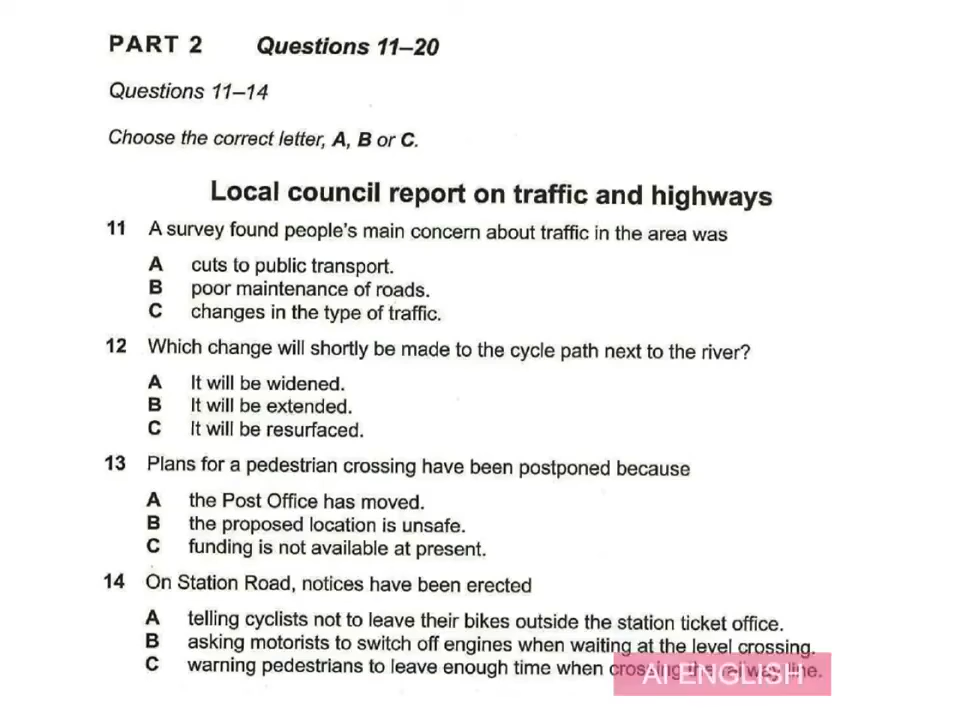 PART 2 Questions 11–20
Questions 11–14
Choose the correct letter, A, B or C.
Local council report on traffic and highways
11 A survey found people's main concern about traffic in the area was
A cuts to public transport.
B poor maintenance of roads.
C changes in the type of traffic.
12 Which change will shortly be made to the cycle path next to the river?
A It will be widened.
B It will be extended.
C It will be resurfaced.
13 Plans for a pedestrian crossing have been postponed because
A the Post Office has moved.
B the proposed location is unsafe.
C funding is not available at present.
14 On Station Road, notices have been erected
A telling cyclists not to leave their bikes outside the station ticket office.
B asking motorists to switch off engines when waiting at the level crossing.
C warning pedestrians to leave enough time when crossing the railway line.
AI ENGLISH